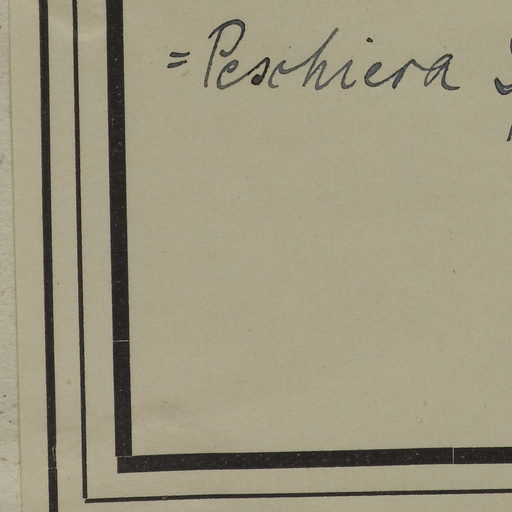 = Peschiera